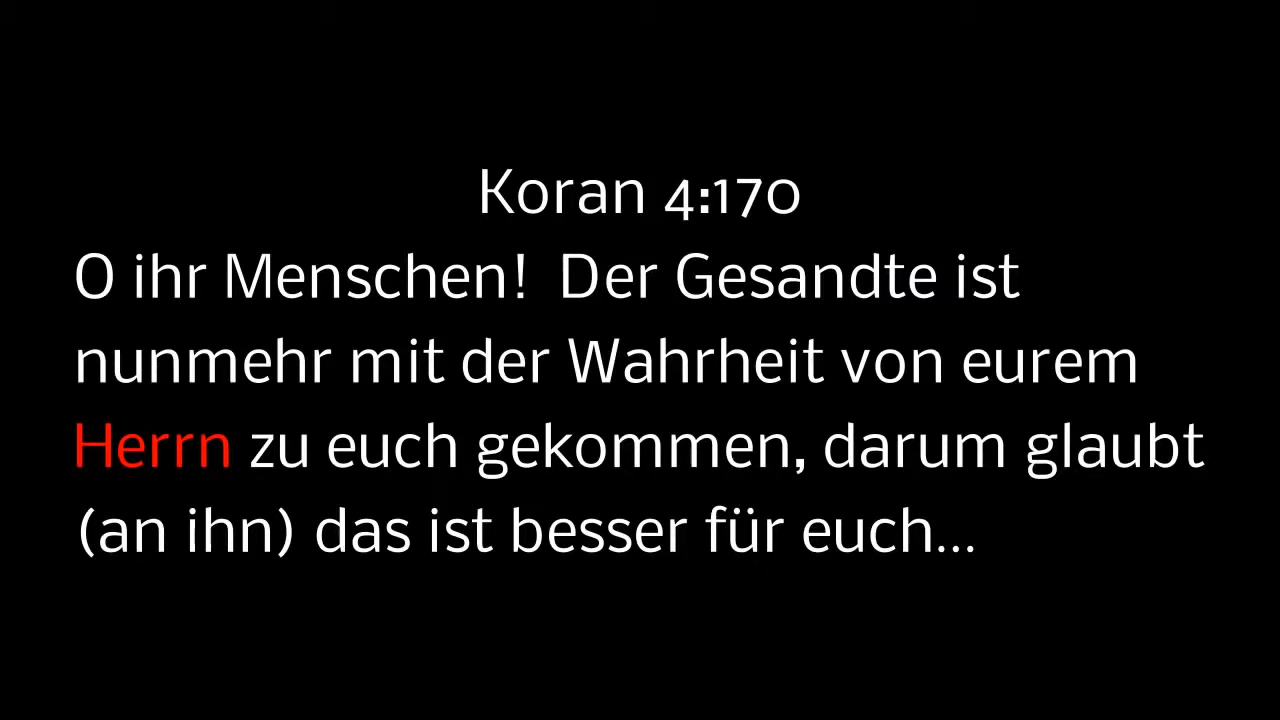 Koran 4:170
O ihr Menschen! Der Gesandte ist
nunmehr mit der Wahrheit von eurem
Herrn zu euch gekommen, darum glaubt
(an ihn) das ist besser für euch...